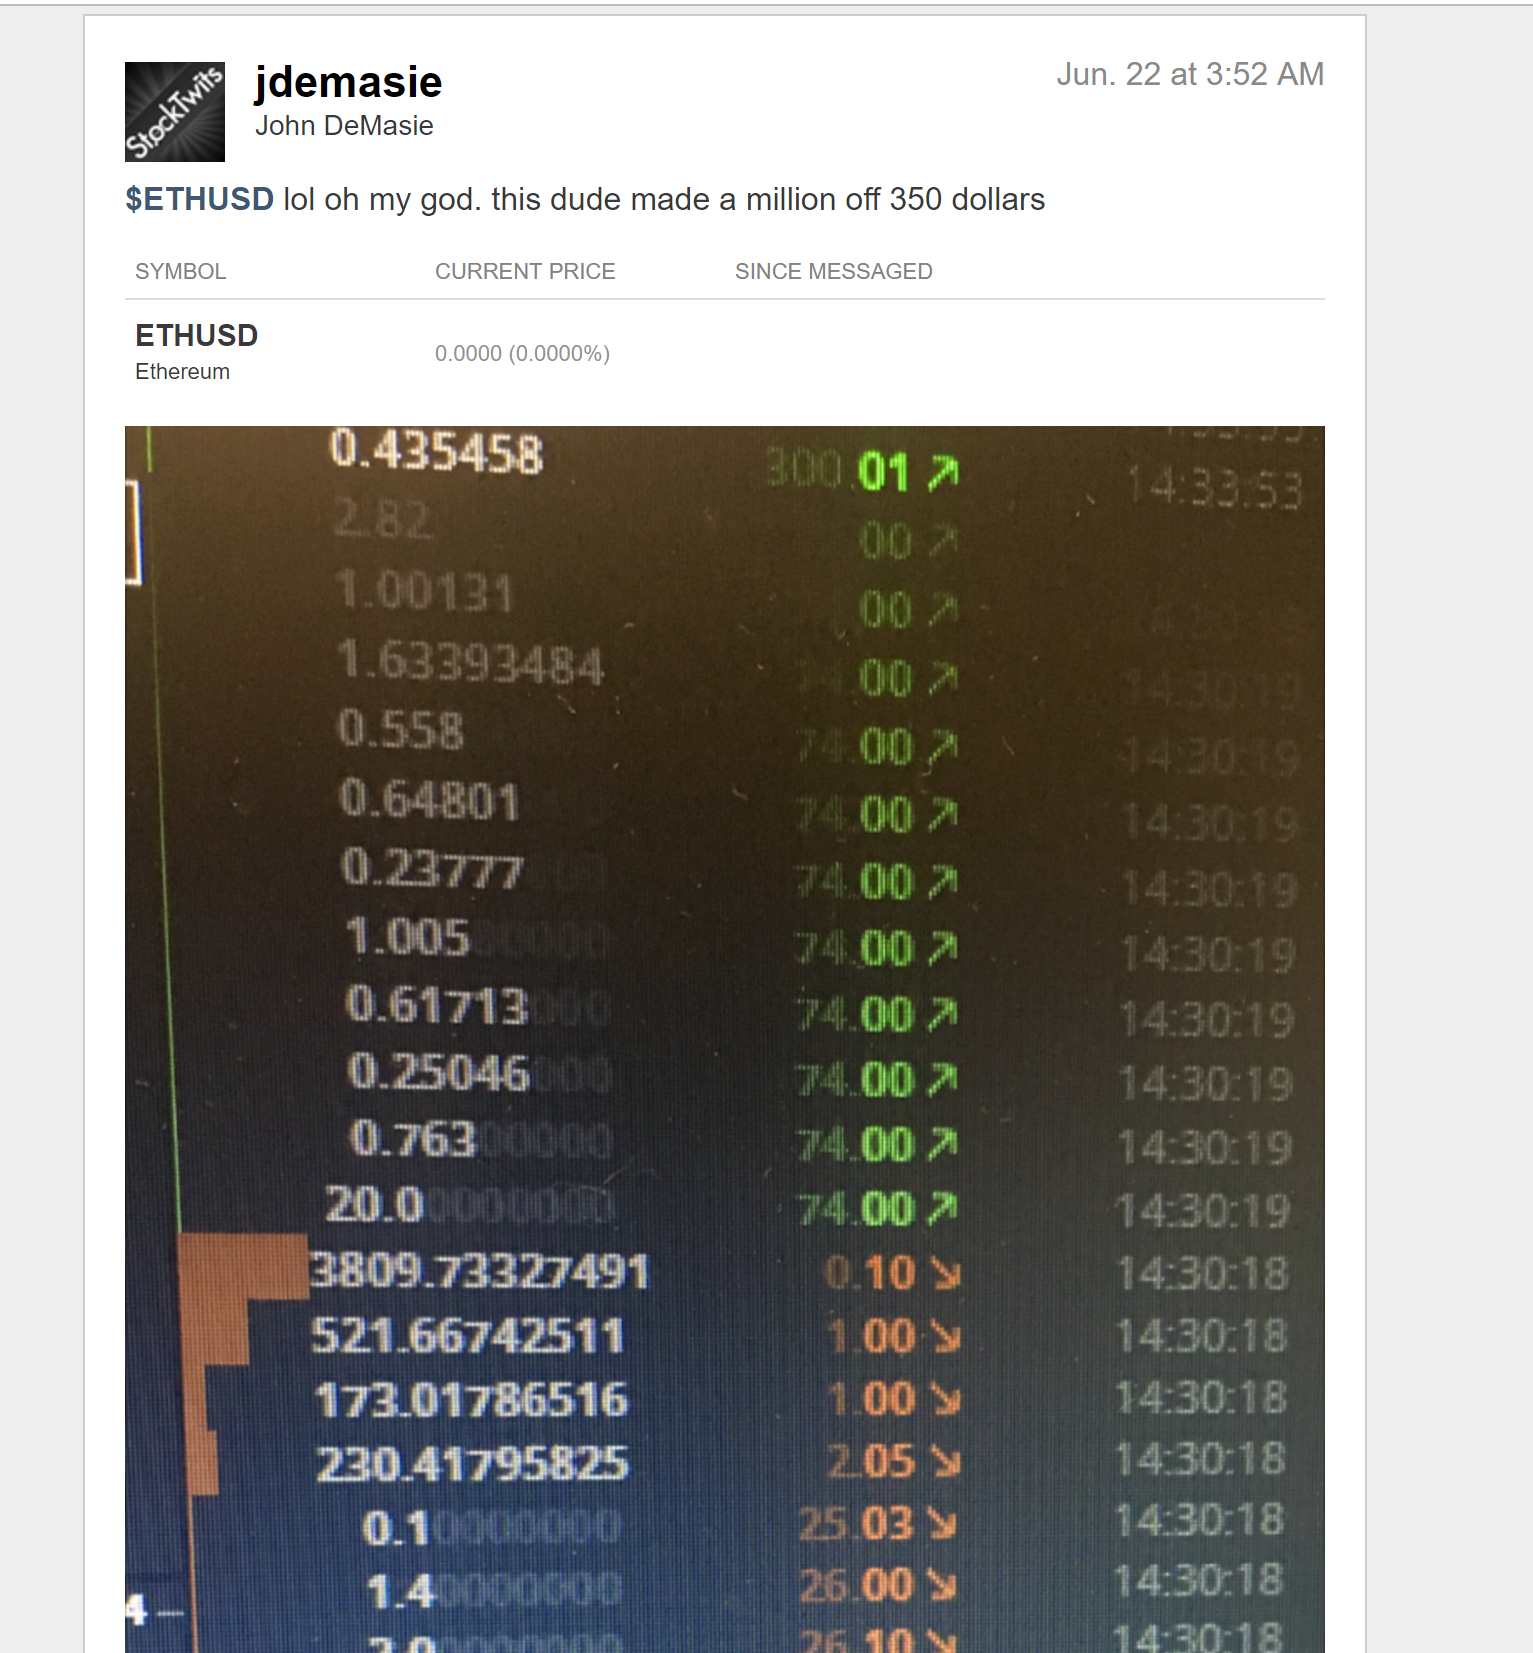 StockTwits
jdemasie
Jun. 22 at 3:52 AM
John DeMasie
$ETHUSD lol oh my god. this dude made a million off 350 dollars
SYMBOL CURRENT PRICE SINCE MESSAGED
ETHUSD
Ethereum
0.0000 (0.0000%)
0.435458 300.01 ↗ 14:33:53
2.82 00 ↗
1.00131 00 ↗
1.63393484 00 ↗ 14:30:19
0.558 74.00 ↗ 14:30:19
0.64801 74.00 ↗ 14:30:19
0.23777 74.00 ↗ 14:30:19
1.00500000 74.00 ↗ 14:30:19
0.61713000 74.00 ↗ 14:30:19
0.25046000 74.00 ↗ 14:30:19
0.76300000 74.00 ↗ 14:30:19
20.00000000 74.00 ↗ 14:30:19
3809.73327491 0.10 ↘ 14:30:18
521.66742511 1.00 ↘ 14:30:18
173.01786516 1.00 ↘ 14:30:18
230.41795825 2.05 ↘ 14:30:18
0.10000000 25.03 ↘ 14:30:18
1.40000000 26.00 ↘ 14:30:18
4 –
26.10 ↘ 14:30:18